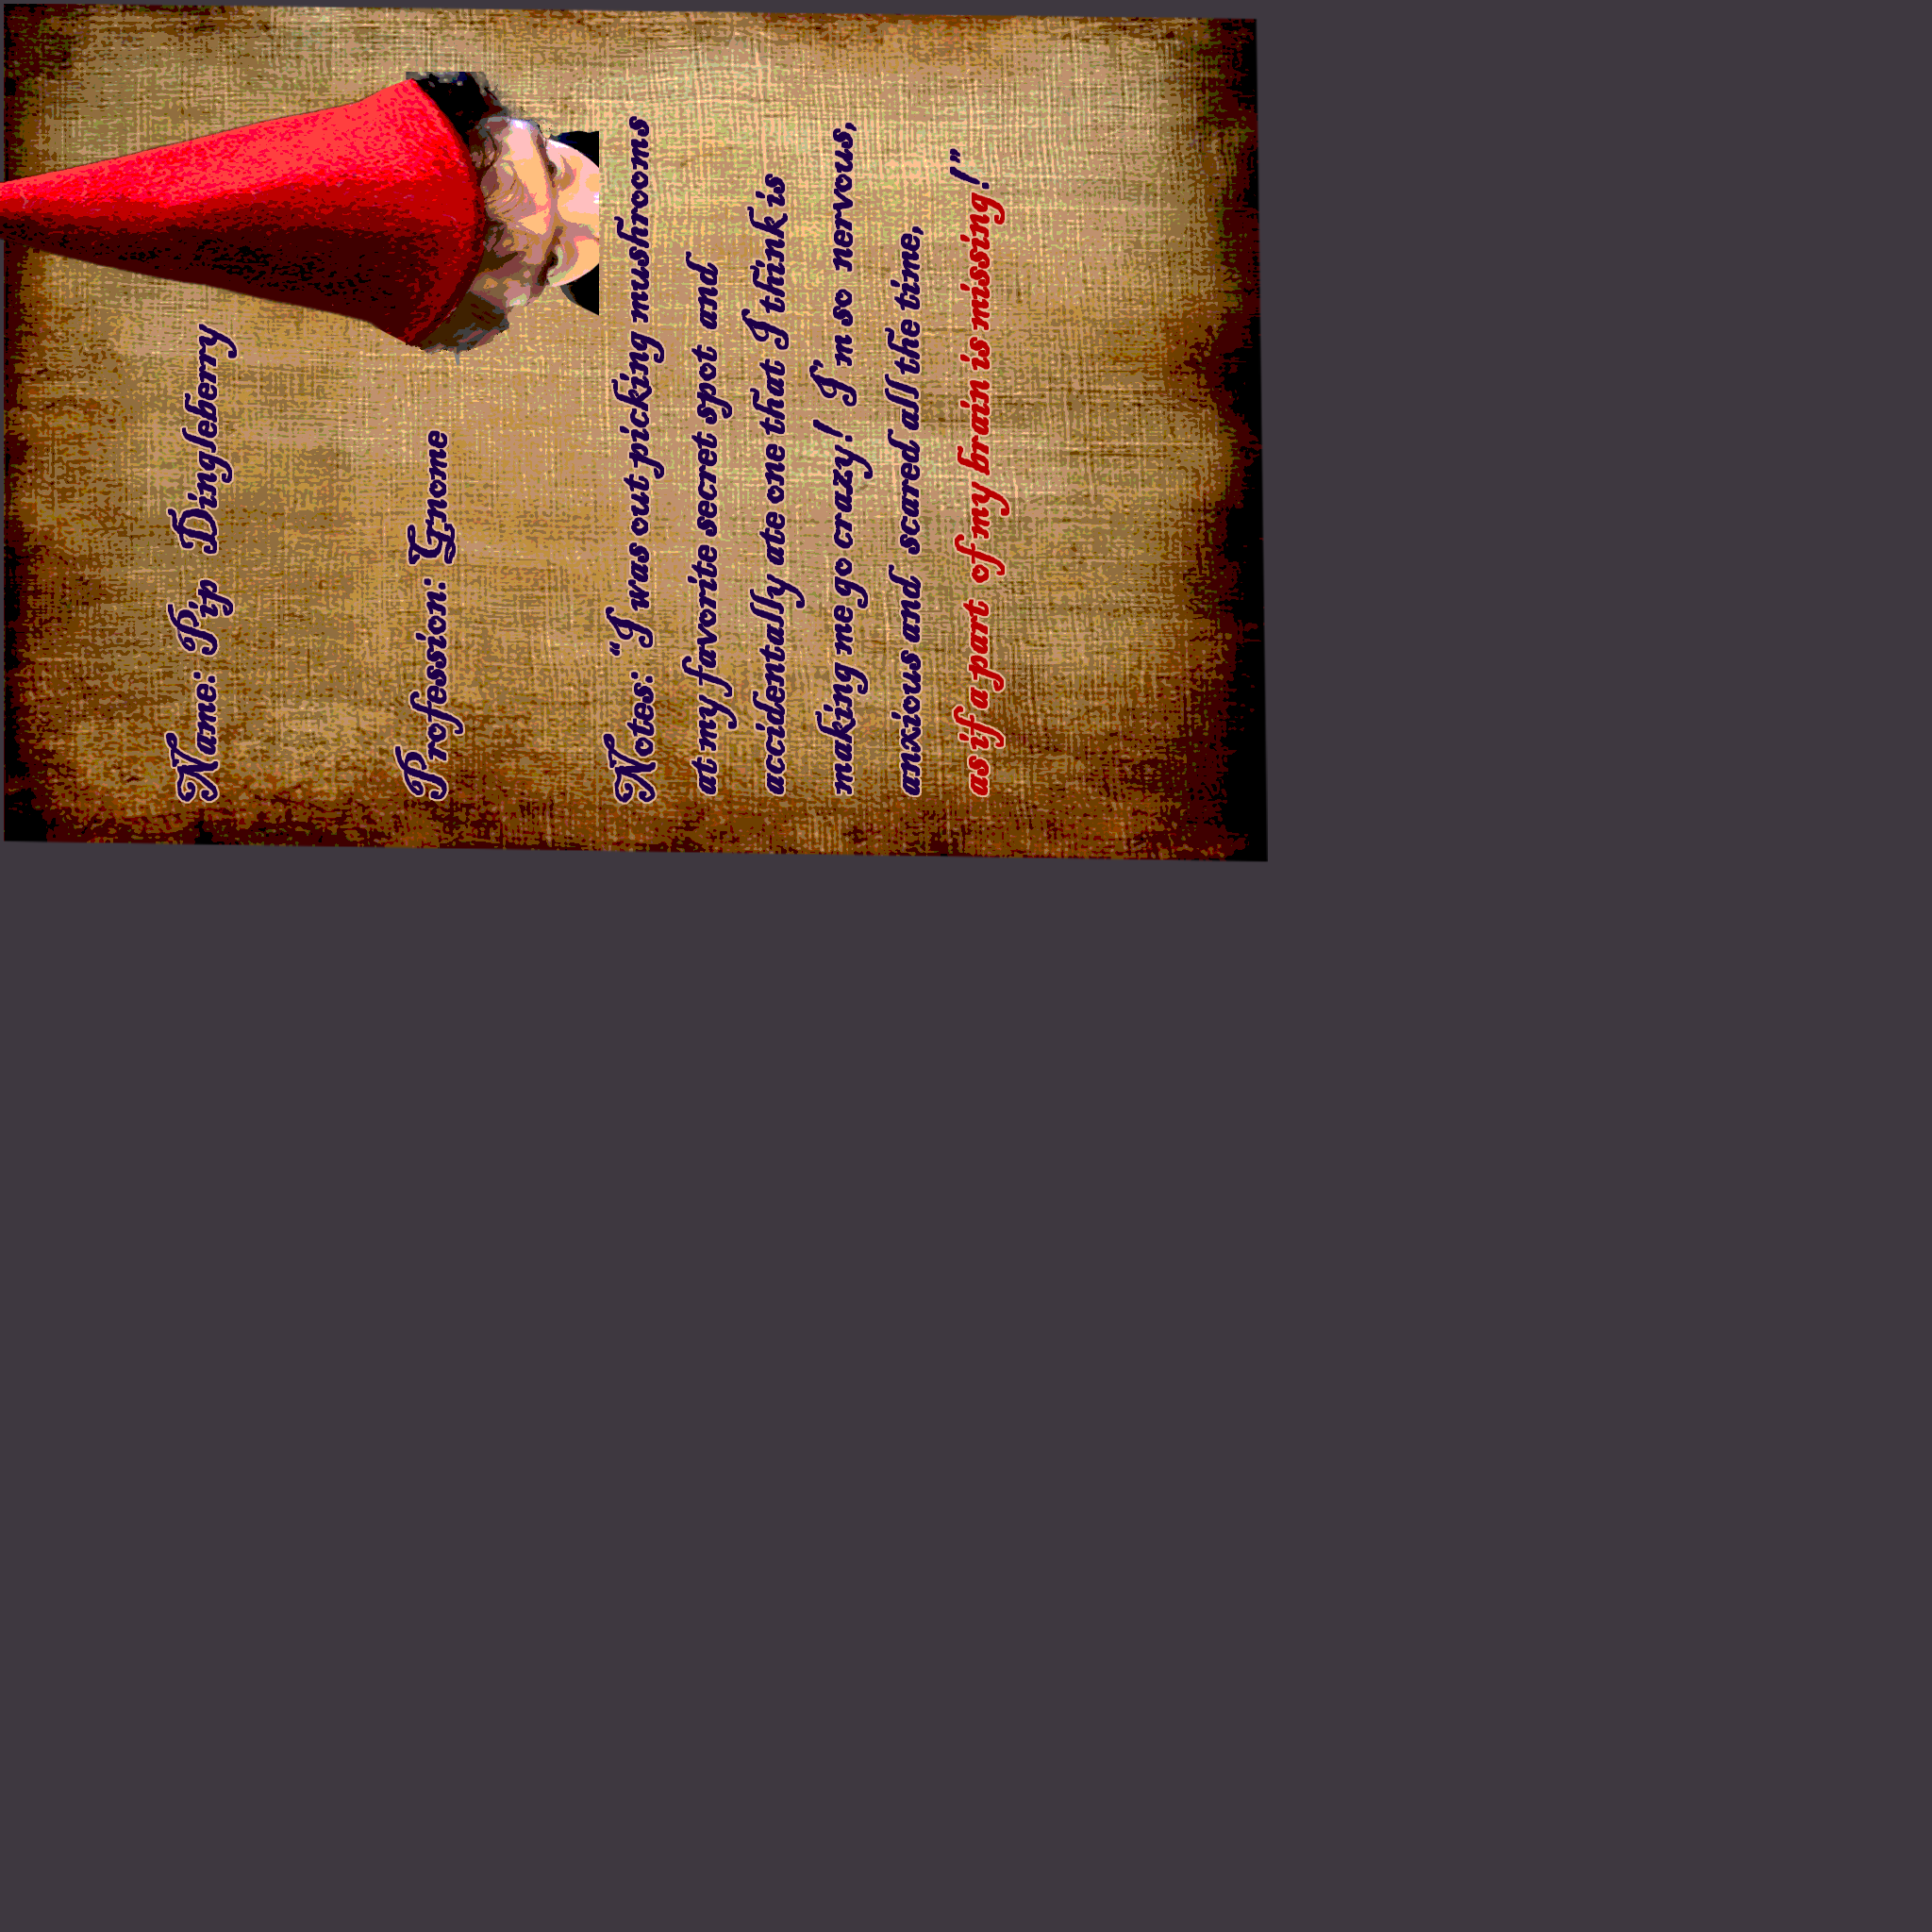 Name: Pip Dingleberry
Profession: Gnome
Notes: "I was out picking mushrooms
at my favorite secret spot and
accidentally ate one that I think is
making me go crazy! I'm so nervous,
anxious and scared all the time,
as if a part of my brain is missing!"